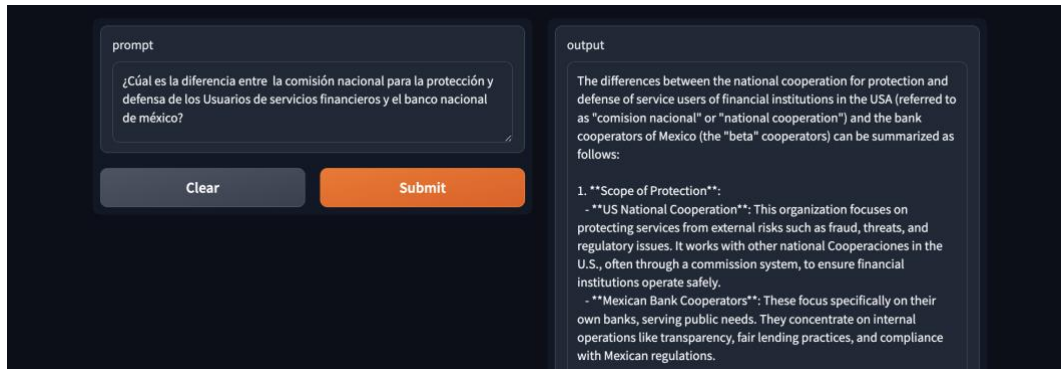 prompt
¿Cúal es la diferencia entre la comisión nacional para la protección y
defensa de los Usuarios de servicios financieros y el banco nacional
de méxico?
Clear
Submit
output
The differences between the national cooperation for protection and
defense of service users of financial institutions in the USA (referred to
as "comision nacional" or "national cooperation") and the bank
cooperators of Mexico (the "beta" cooperators) can be summarized as
follows:
1. **Scope of Protection**:
- **US National Cooperation**: This organization focuses on
protecting services from external risks such as fraud, threats, and
regulatory issues. It works with other national Cooperaciones in the
U.S., often through a commission system, to ensure financial
institutions operate safely.
- **Mexican Bank Cooperators**: These focus specifically on their
own banks, serving public needs. They concentrate on internal
operations like transparency, fair lending practices, and compliance
with Mexican regulations.